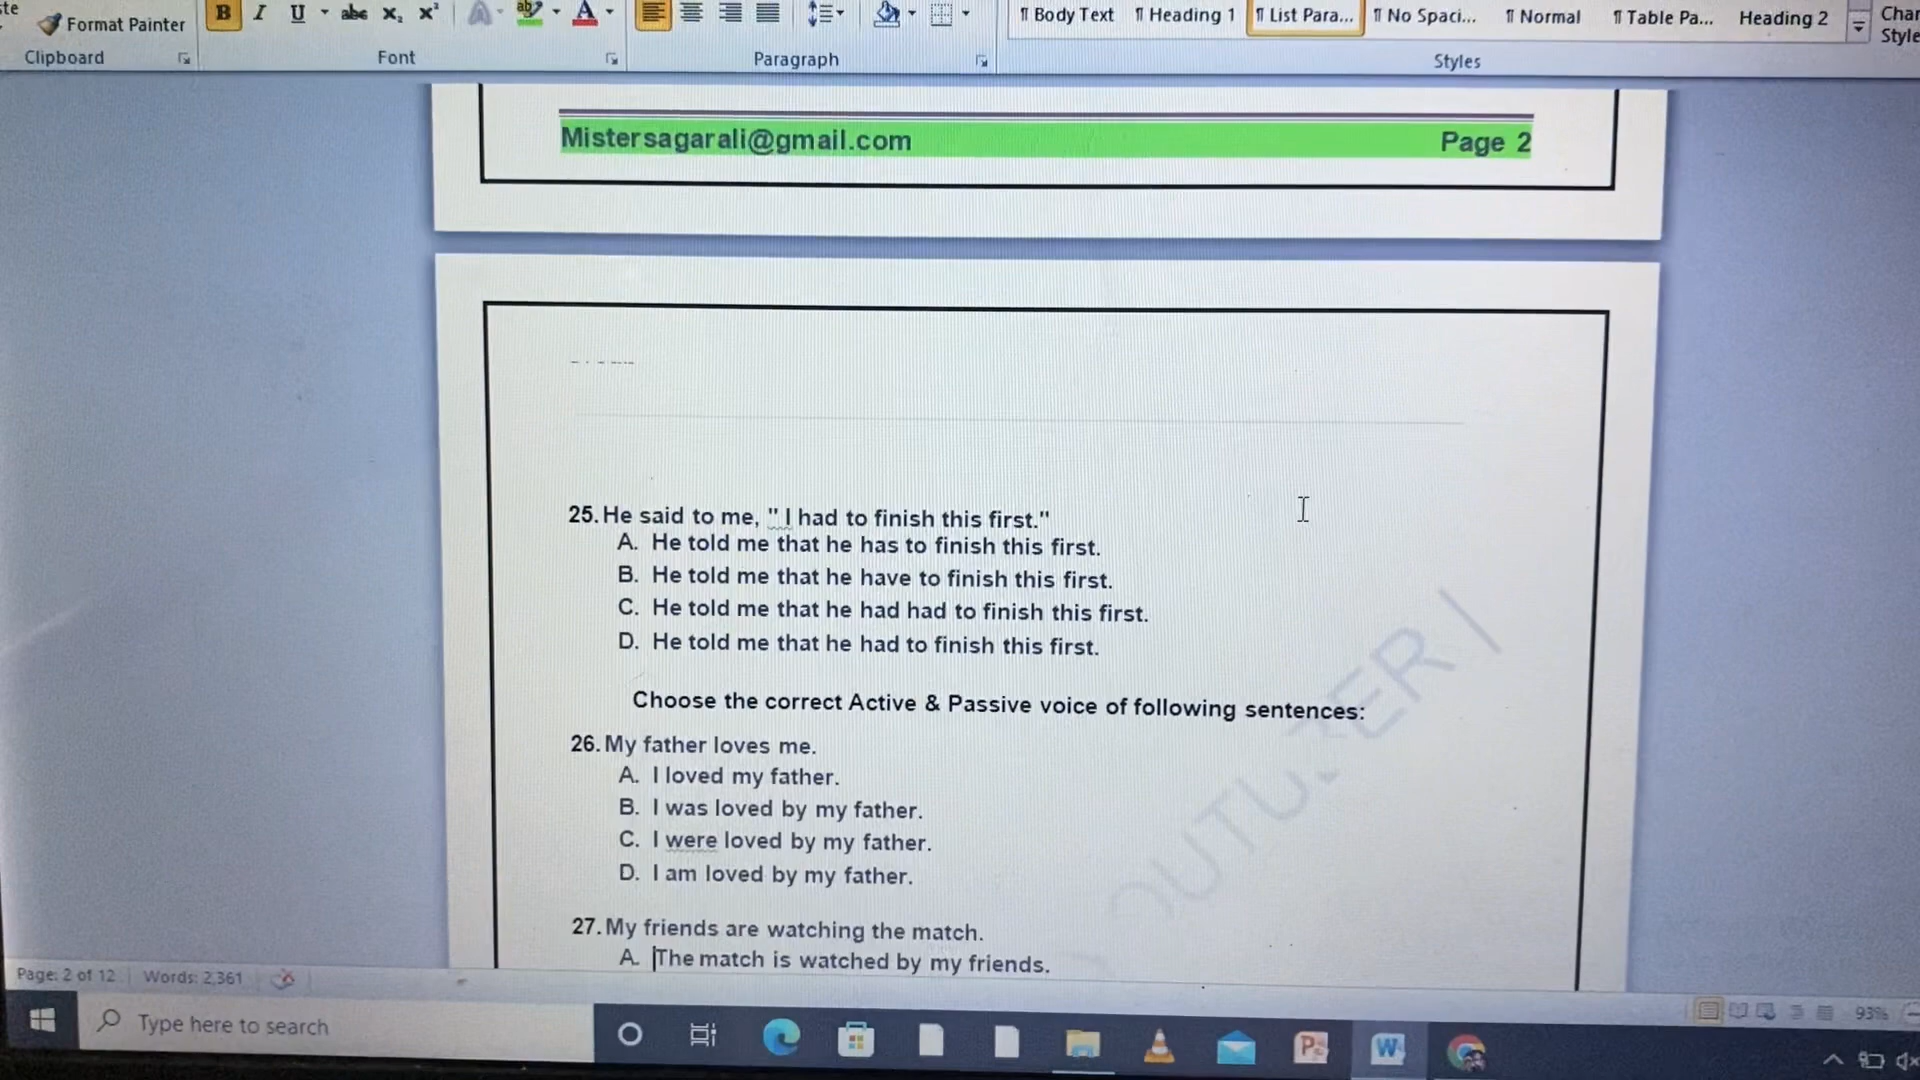 Format Painter
B I U abc x₂ x² A ab A
¶ Body Text ¶ Heading 1 ¶ List Para... ¶ No Spaci... ¶ Normal ¶ Table Pa... Heading 2
Clipboard Font Paragraph Styles
Mistersagarali@gmail.com Page 2
25. He said to me, " I had to finish this first."
A. He told me that he has to finish this first.
B. He told me that he have to finish this first.
C. He told me that he had had to finish this first.
D. He told me that he had to finish this first.
Choose the correct Active & Passive voice of following sentences:
26. My father loves me.
A. I loved my father.
B. I was loved by my father.
C. I were loved by my father.
D. I am loved by my father.
27. My friends are watching the match.
A. The match is watched by my friends.
Page: 2 of 12 Words: 2,361
93%
Type here to search